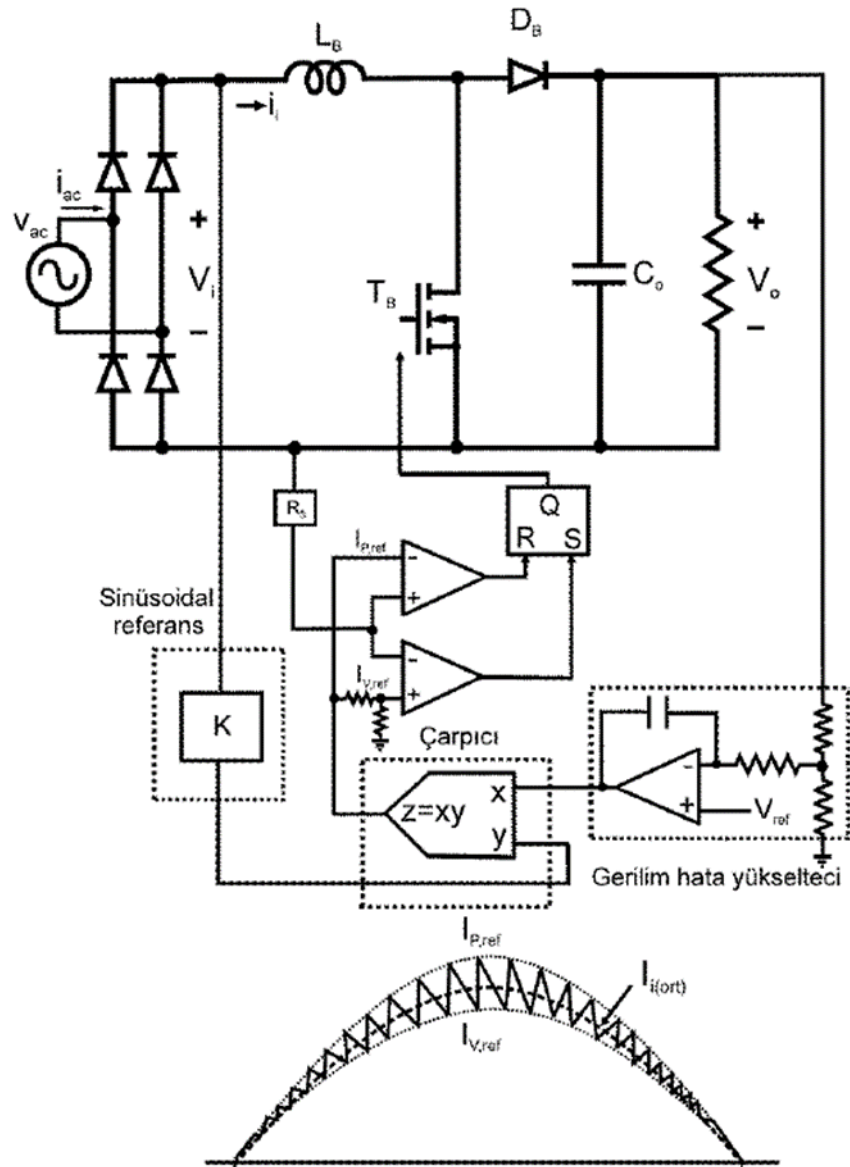 L_B
D_B
i_i
i_ac
v_ac
+
V_i
−
T_B
C_o
+
V_o
−
R_s
Q
R S
I_P,ref
-
+
Sinüsoidal
referans
-
+
I_V,ref
K
Çarpıcı
z=xy
x
y
-
+
V_ref
Gerilim hata yükselteci
I_P,ref
I_i(ort)
I_V,ref